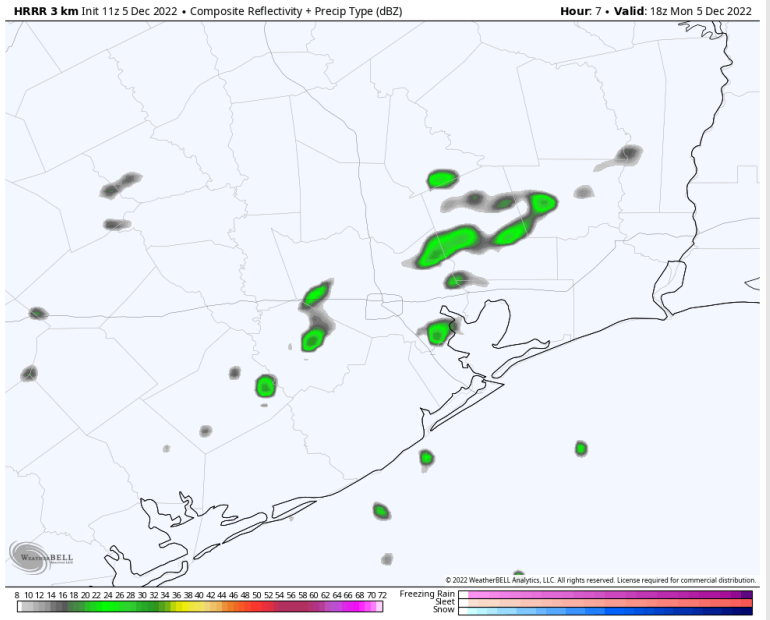 HRRR 3 km Init 11z 5 Dec 2022 • Composite Reflectivity + Precip Type (dBZ) Hour: 7 • Valid: 18z Mon 5 Dec 2022
WEATHERBELL
© 2022 WeatherBELL Analytics, LLC. All rights reserved. License required for commercial distribution.
8 10 12 14 16 18 20 22 24 26 28 30 32 34 36 38 40 42 44 46 48 50 52 54 56 58 60 62 64 66 68 70 72
Freezing Rain
Sleet
Snow